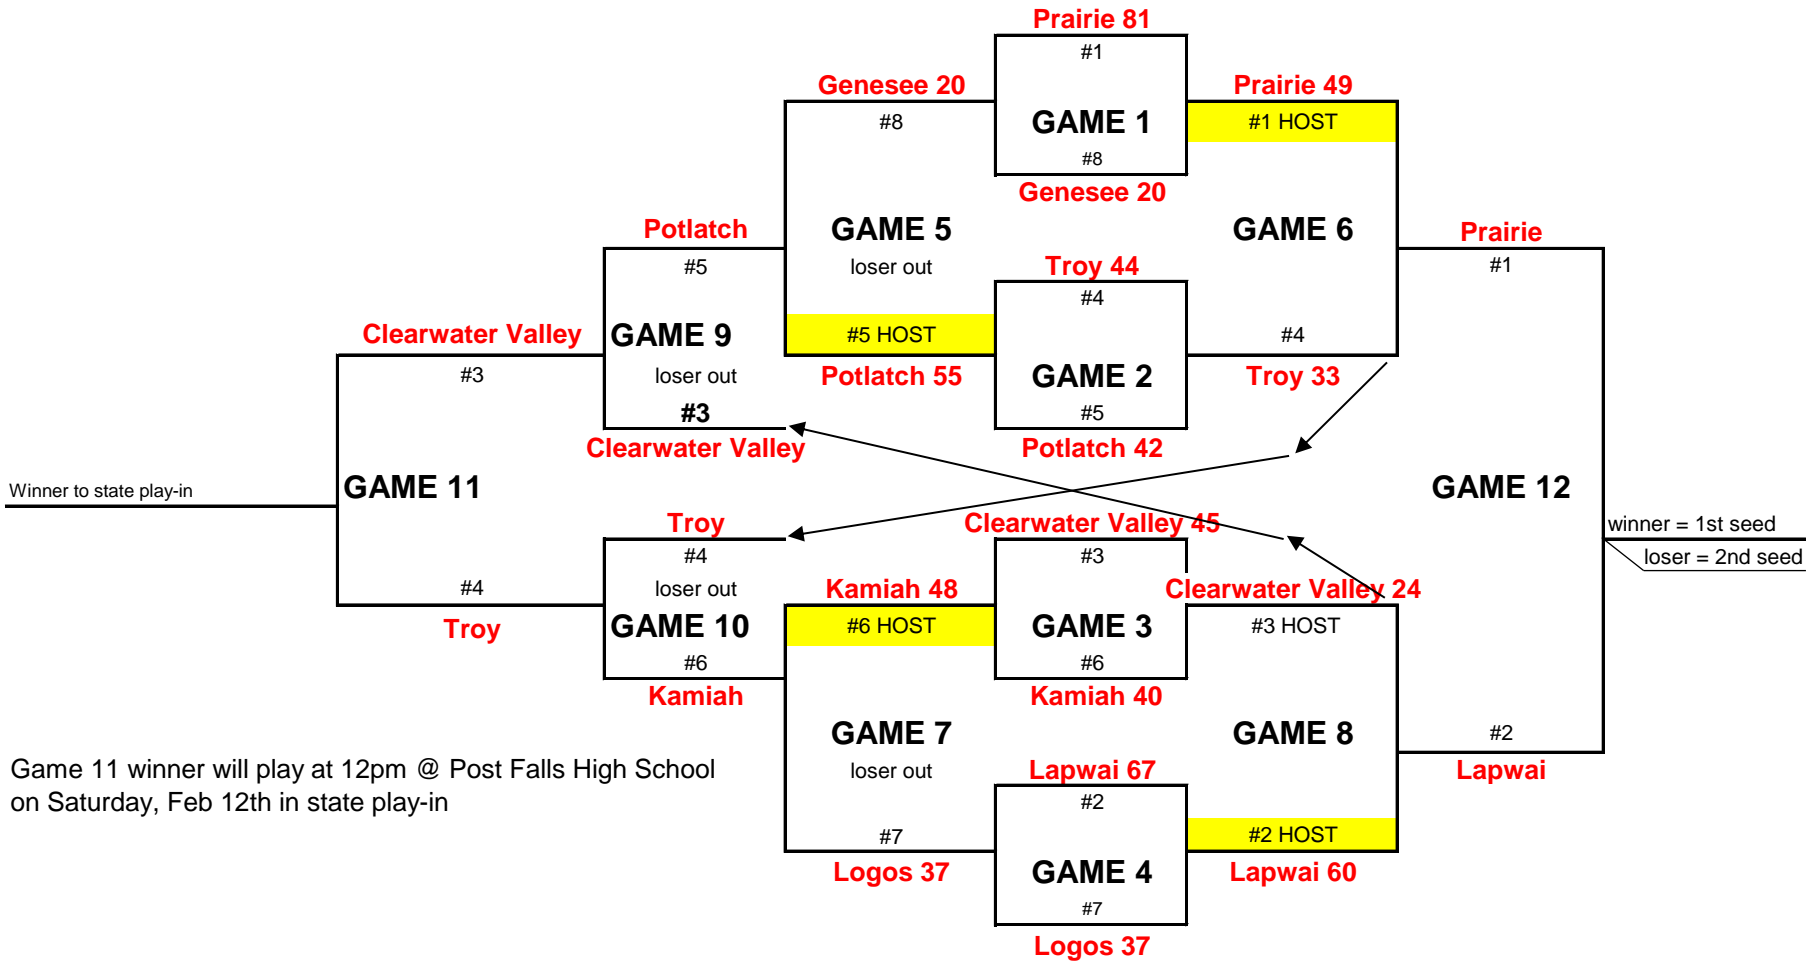 Prairie 81
#1
Genesee 20
Prairie 49
#8
GAME 1
#1 HOST
#8
Genesee 20
Potlatch
GAME 5
GAME 6
Prairie
#5
loser out
Troy 44
#1
#4
Clearwater Valley
GAME 9
#5 HOST
#4
#3
loser out
Potlatch 55
GAME 2
Troy 33
#3
#5
Clearwater Valley
Potlatch 42
Winner to state play-in
GAME 11
GAME 12
Troy
Clearwater Valley 45
winner = 1st seed
#4
#3
loser = 2nd seed
#4
loser out
Kamiah 48
Clearwater Valley 24
Troy
GAME 10
#6 HOST
GAME 3
#3 HOST
#6
#6
Kamiah
Kamiah 40
GAME 7
GAME 8
#2
Game 11 winner will play at 12pm @ Post Falls High School
on Saturday, Feb 12th in state play-in
loser out
Lapwai 67
Lapwai
#2
#7
#2 HOST
Logos 37
GAME 4
Lapwai 60
#7
Logos 37